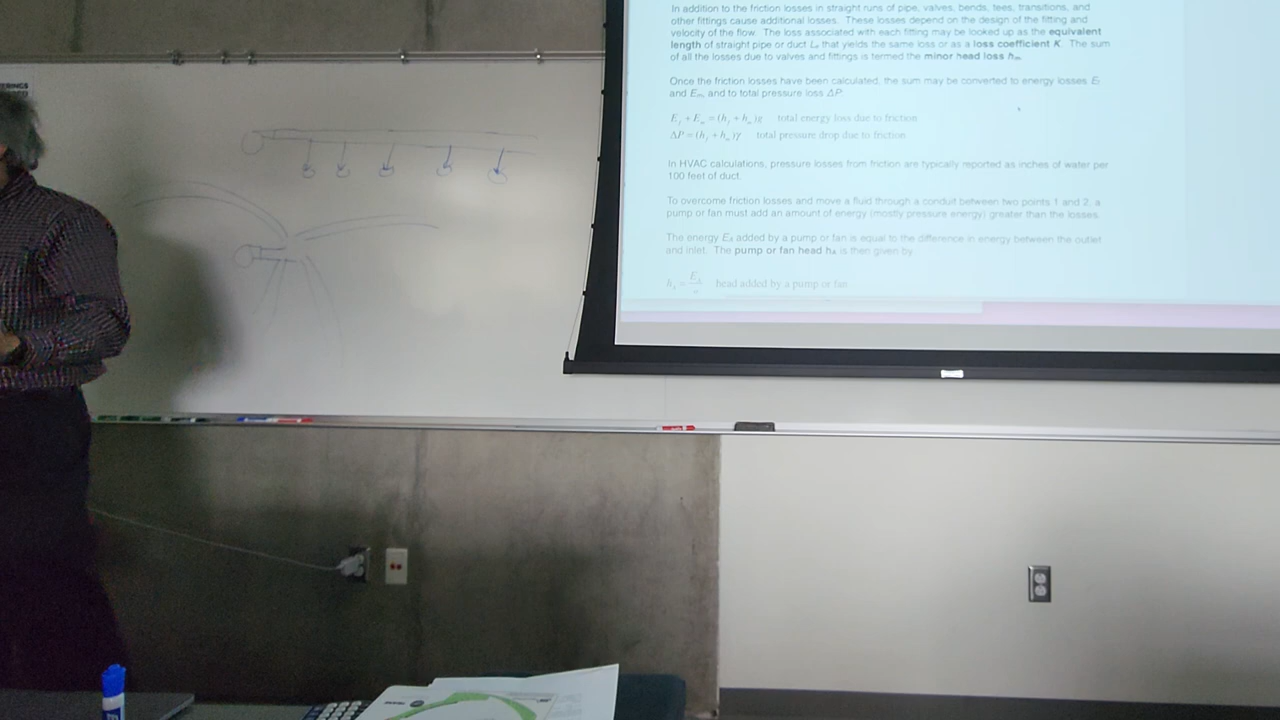 ERINGS
In addition to the friction losses in straight runs of pipe, valves, bends, tees, transitions, and
other fittings cause additional losses. These losses depend on the design of the fitting and
velocity of the flow. The loss associated with each fitting may be looked up as the equivalent
length of straight pipe or duct Lₑ that yields the same loss or as a loss coefficient K. The sum
of all the losses due to valves and fittings is termed the minor head loss hₘ.
Once the friction losses have been calculated, the sum may be converted to energy losses Ef
and Eₘ, and to total pressure loss ΔP.
Ef + Eₘ = (hf + hₘ)g total energy loss due to friction
ΔP = (hf + hₘ)γ total pressure drop due to friction
In HVAC calculations, pressure losses from friction are typically reported as inches of water per
100 feet of duct.
To overcome friction losses and move a fluid through a conduit between two points 1 and 2, a
pump or fan must add an amount of energy (mostly pressure energy) greater than the losses.
The energy EA added by a pump or fan is equal to the difference in energy between the outlet
and inlet. The pump or fan head hA is then given by
hA = EA head added by a pump or fan